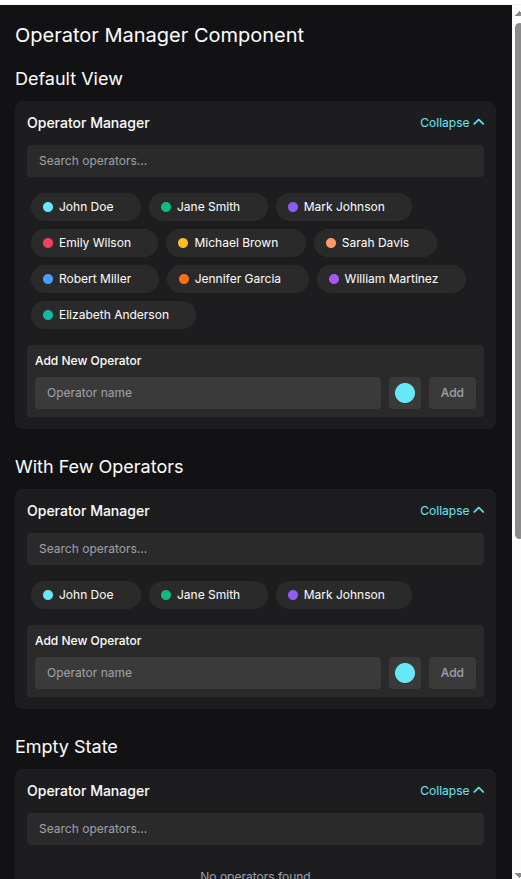 Operator Manager Component
Default View
Operator Manager Collapse
Search operators...
John Doe Jane Smith Mark Johnson
Emily Wilson Michael Brown Sarah Davis
Robert Miller Jennifer Garcia William Martinez
Elizabeth Anderson
Add New Operator
Operator name Add
With Few Operators
Operator Manager Collapse
Search operators...
John Doe Jane Smith Mark Johnson
Add New Operator
Operator name Add
Empty State
Operator Manager Collapse
Search operators...
No operators found